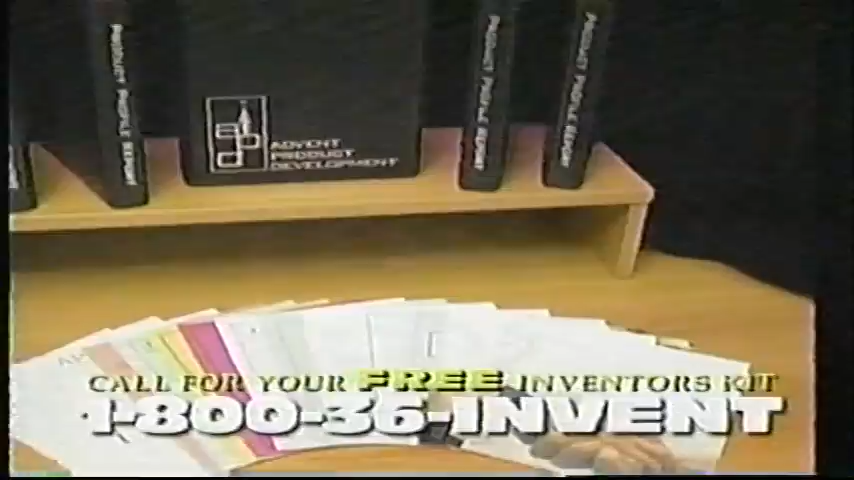 PRODUCT PROFILE REPORT
ADVENT
PRODUCT
DEVELOPMENT
PRODUCT PROFILE REPORT
PRODUCT PROFILE REPORT
CALL FOR YOUR FREE INVENTORS KIT
1-800-36-INVENT